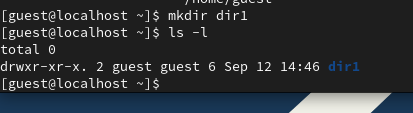 /home/guest
[guest@localhost ~]$ mkdir dir1
[guest@localhost ~]$ ls -l
total 0
drwxr-xr-x. 2 guest guest 6 Sep 12 14:46 dir1
[guest@localhost ~]$